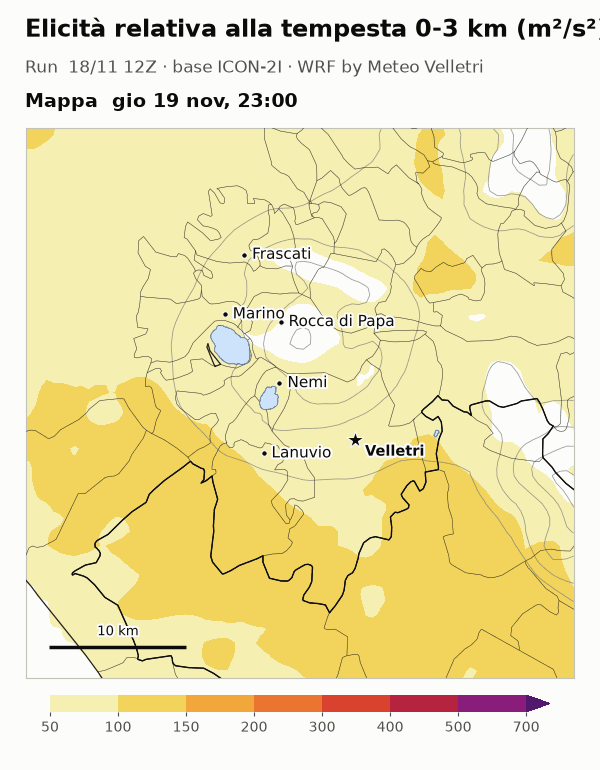 Elicità relativa alla tempesta 0-3 km (m²/s²)
Run  18/11 12Z · base ICON-2I · WRF by Meteo Velletri
Mappa  gio 19 nov, 23:00
Frascati
Marino
Rocca di Papa
Nemi
Velletri
Lanuvio
10 km
50 100 150 200 300 400 500 700